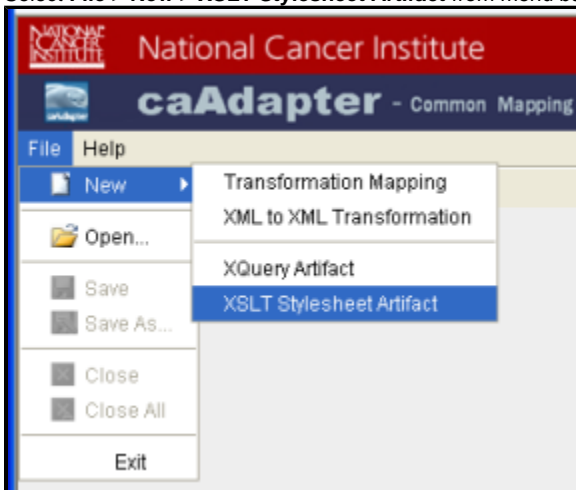 Select File > New > XSLT Stylesheet Artifact from menu ba
NATIONAL CANCER INSTITUTE
National Cancer Institute
caAdapter - Common Mapping
File Help
New
Transformation Mapping
XML to XML Transformation
Open...
XQuery Artifact
Save
XSLT Stylesheet Artifact
Save As...
Close
Close All
Exit